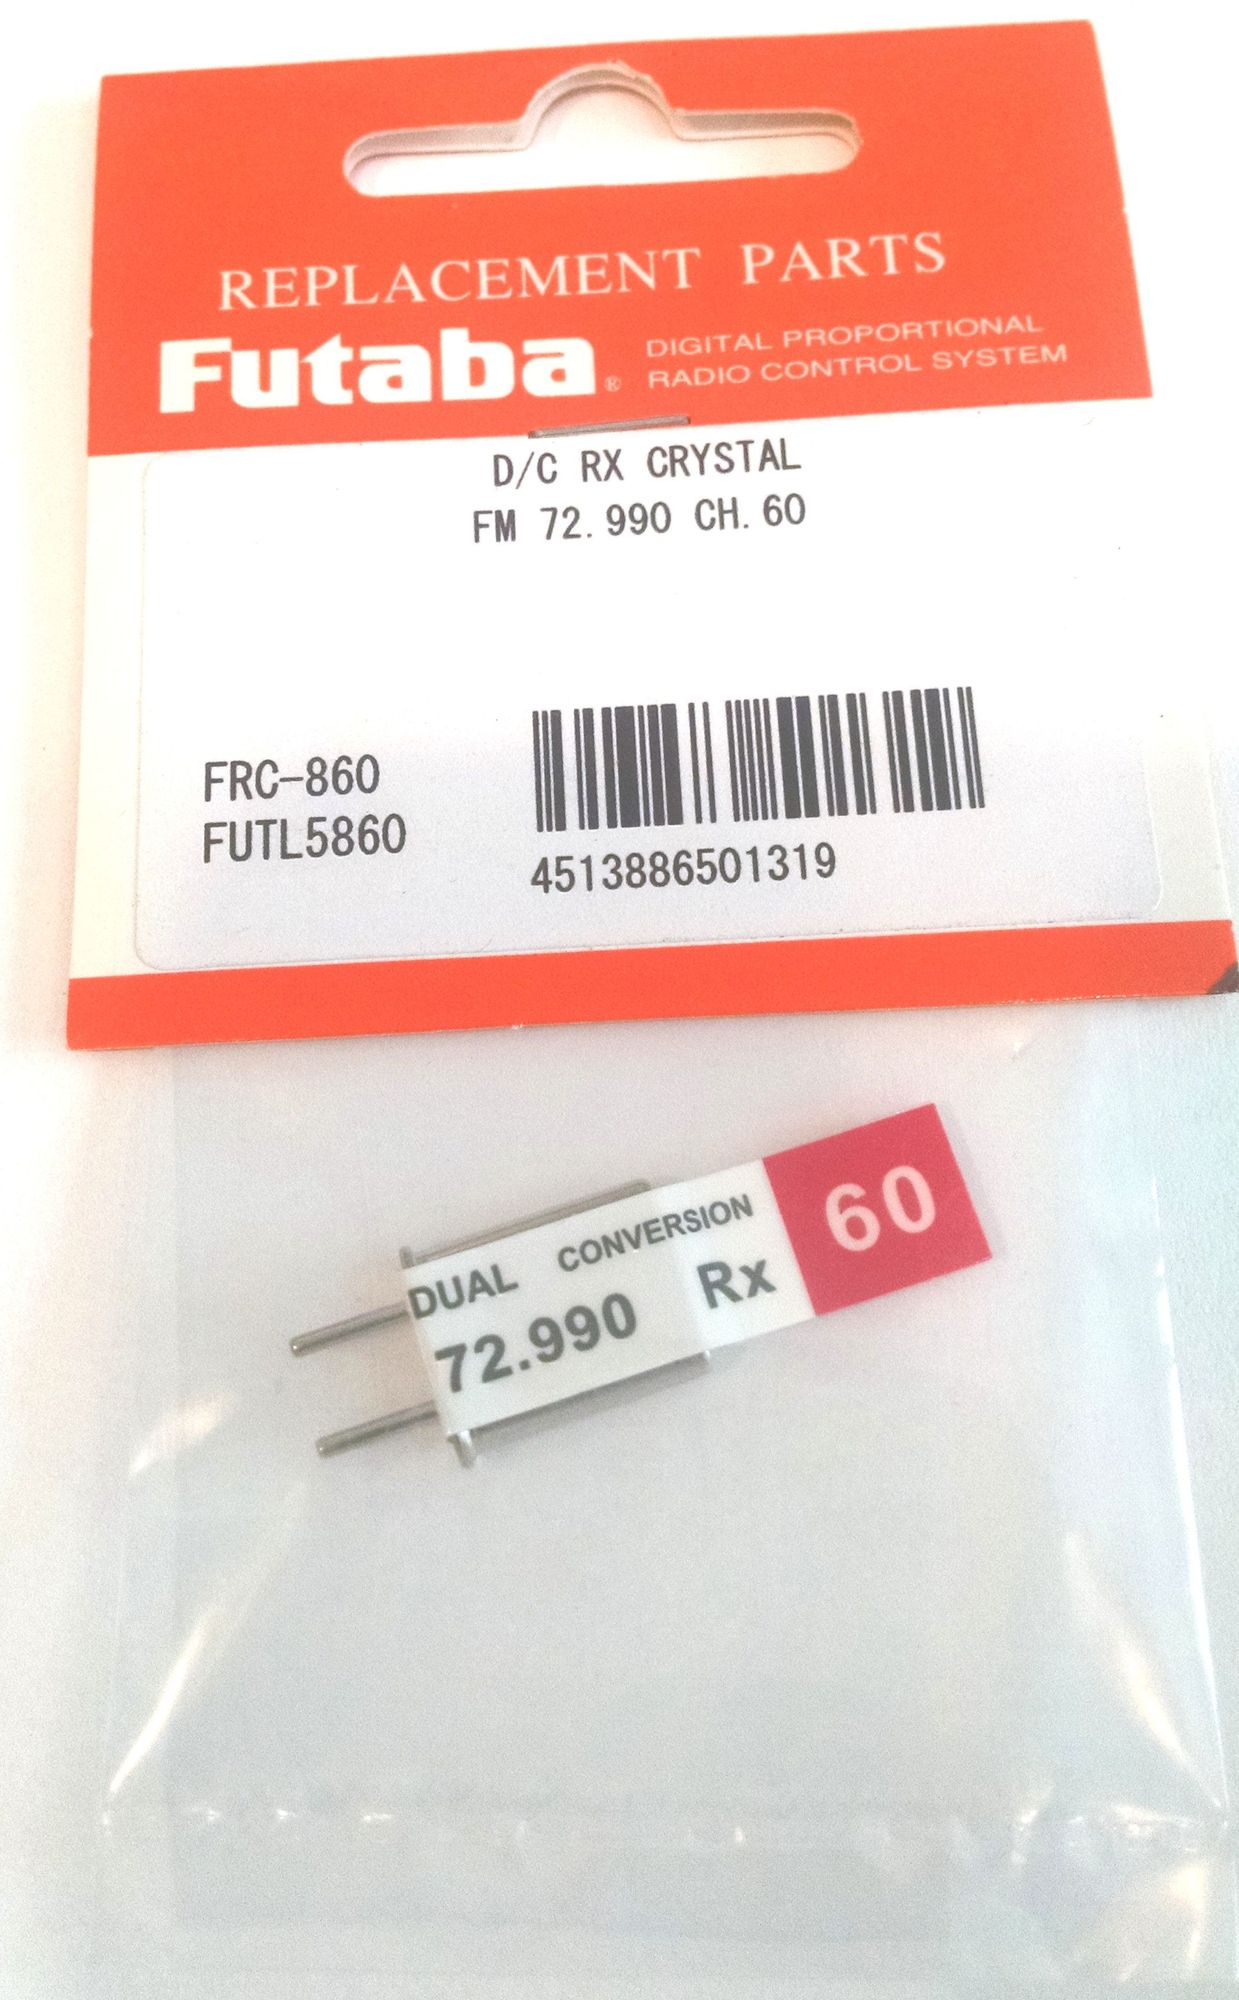 REPLACEMENT PARTS
Futaba®
DIGITAL PROPORTIONAL
RADIO CONTROL SYSTEM
D/C RX CRYSTAL
FM 72.990 CH.60
FRC-860
FUTL5860
4513886501319
DUAL CONVERSION
72.990 Rx
60